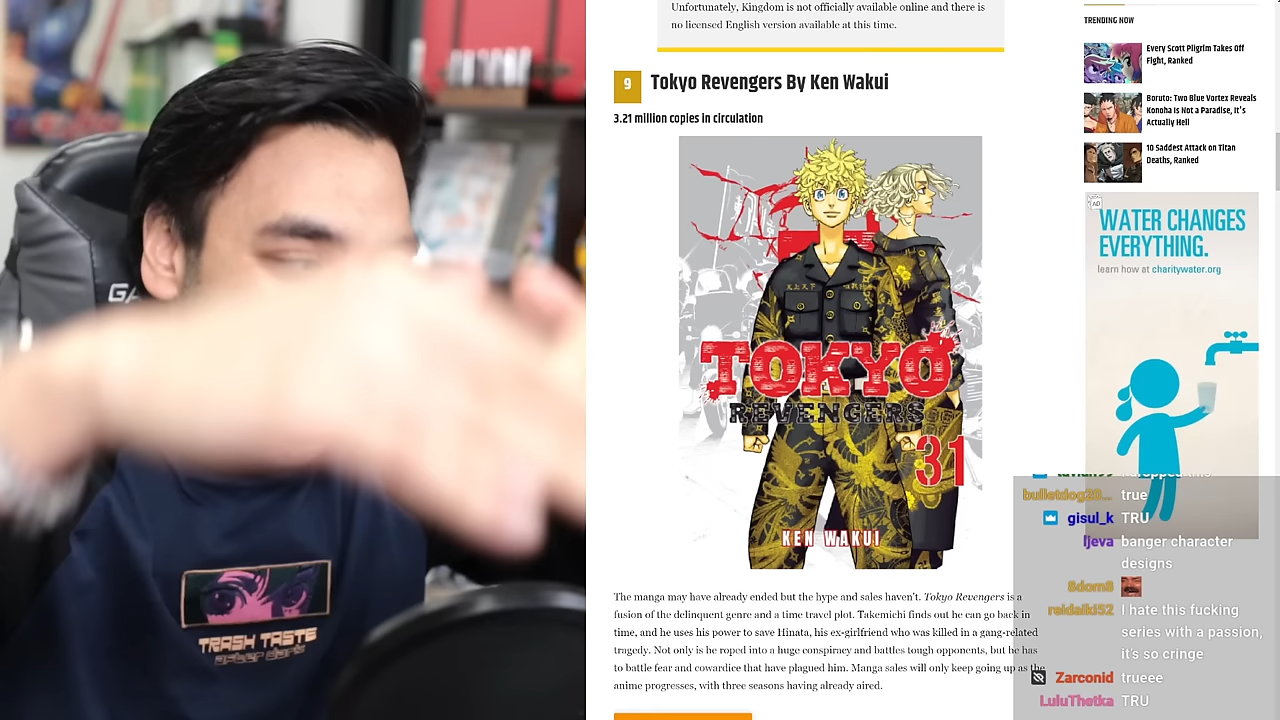 Unfortunately, Kingdom is not officially available online and there is
no licensed English version available at this time.
9 Tokyo Revengers By Ken Wakui
3.21 million copies in circulation
TOKYO
REVENGERS
31
KEN WAKUI
The manga may have already ended but the hype and sales haven't. Tokyo Revengers is a
fusion of the delinquent genre and a time travel plot. Takemichi finds out he can go back in
time, and he uses his power to save Hinata, his ex-girlfriend who was killed in a gang-related
tragedy. Not only is he roped into a huge conspiracy and battles tough opponents, but he has
to battle fear and cowardice that have plagued him. Manga sales will only keep going up as the
anime progresses, with three seasons having already aired.
TRENDING NOW
Every Scott Pilgrim Takes Off
Fight, Ranked
Boruto: Two Blue Vortex Reveals
Konoha Is Not a Paradise, It's
Actually Hell
10 Saddest Attack on Titan
Deaths, Ranked
AD
WATER CHANGES
EVERYTHING.
learn how at charitywater.org
bulletdog20... true
gisul_k TRU
ljeva banger character
designs
8dom8
reidalki52 I hate this fucking
series with a passion,
it's so cringe
Zarconid trueee
LuluThetka TRU
GA
TRASH TASTE
after dark